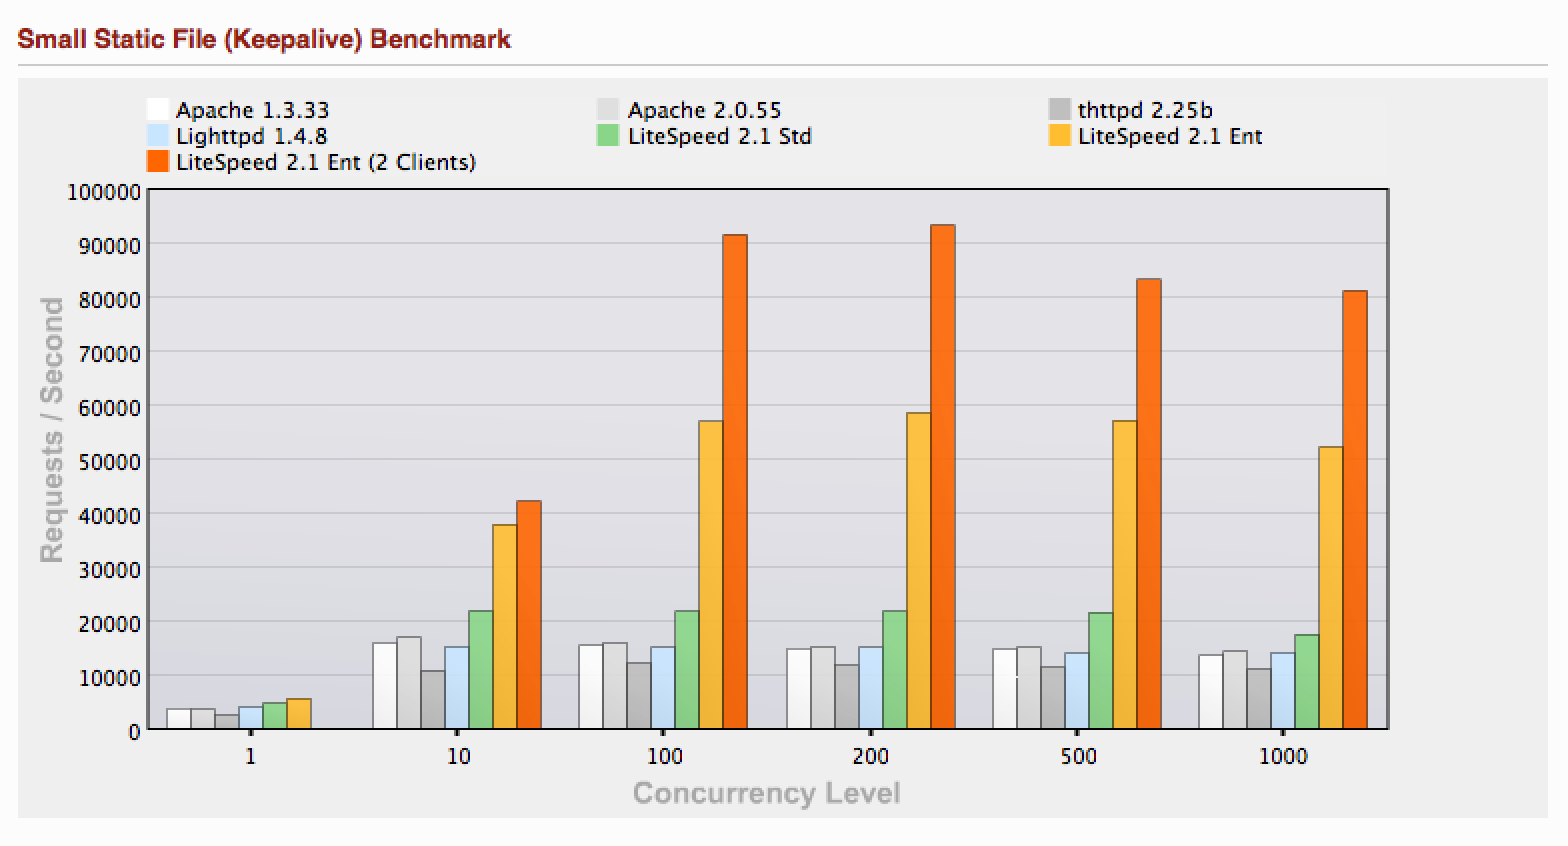 Small Static File (Keepalive) Benchmark
Apache 1.3.33 Apache 2.0.55 thttpd 2.25b
Lighttpd 1.4.8 LiteSpeed 2.1 Std LiteSpeed 2.1 Ent
LiteSpeed 2.1 Ent (2 Clients)
100000
90000
80000
70000
60000
50000
40000
30000
20000
10000
0
Requests / Second
1 10 100 200 500 1000
Concurrency Level